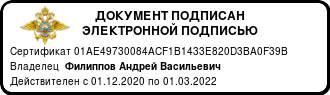 ДОКУМЕНТ ПОДПИСАН
ЭЛЕКТРОННОЙ ПОДПИСЬЮ
Сертификат 01AE49730084ACF1B1433E820D3BA0F39B
Владелец Филиппов Андрей Васильевич
Действителен с 01.12.2020 по 01.03.2022